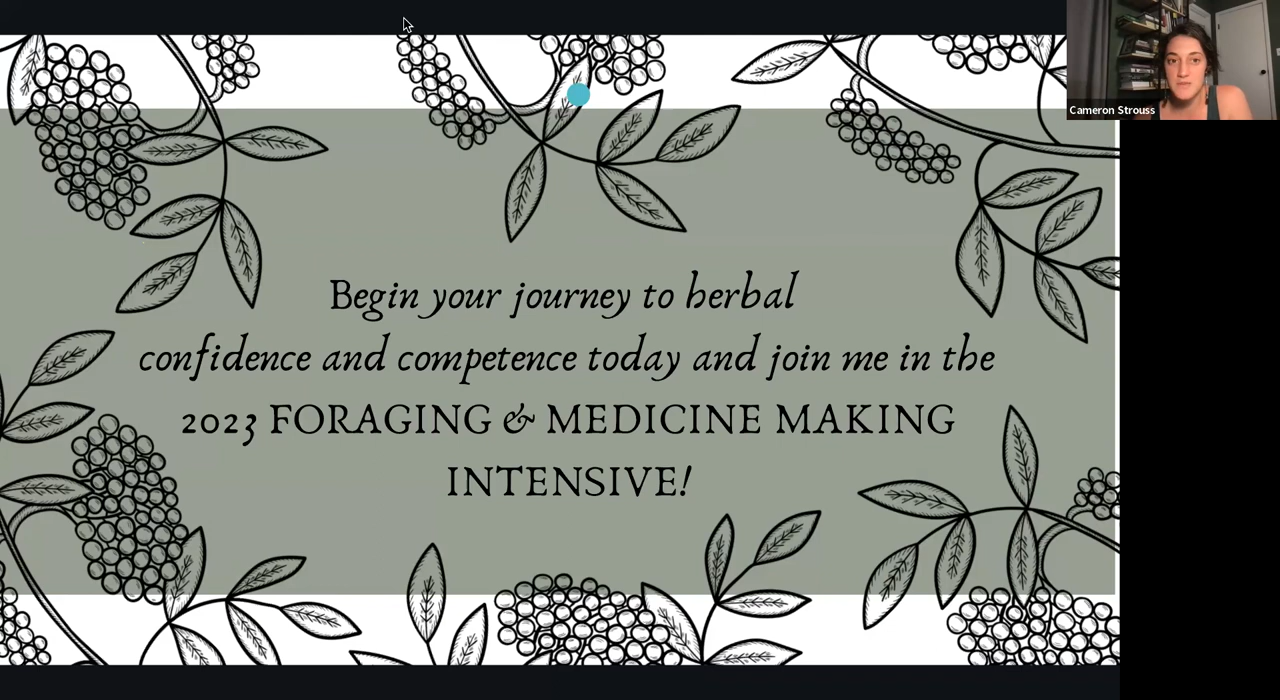 Cameron Strouss
Begin your journey to herbal
confidence and competence today and join me in the
2023 FORAGING & MEDICINE MAKING
INTENSIVE!